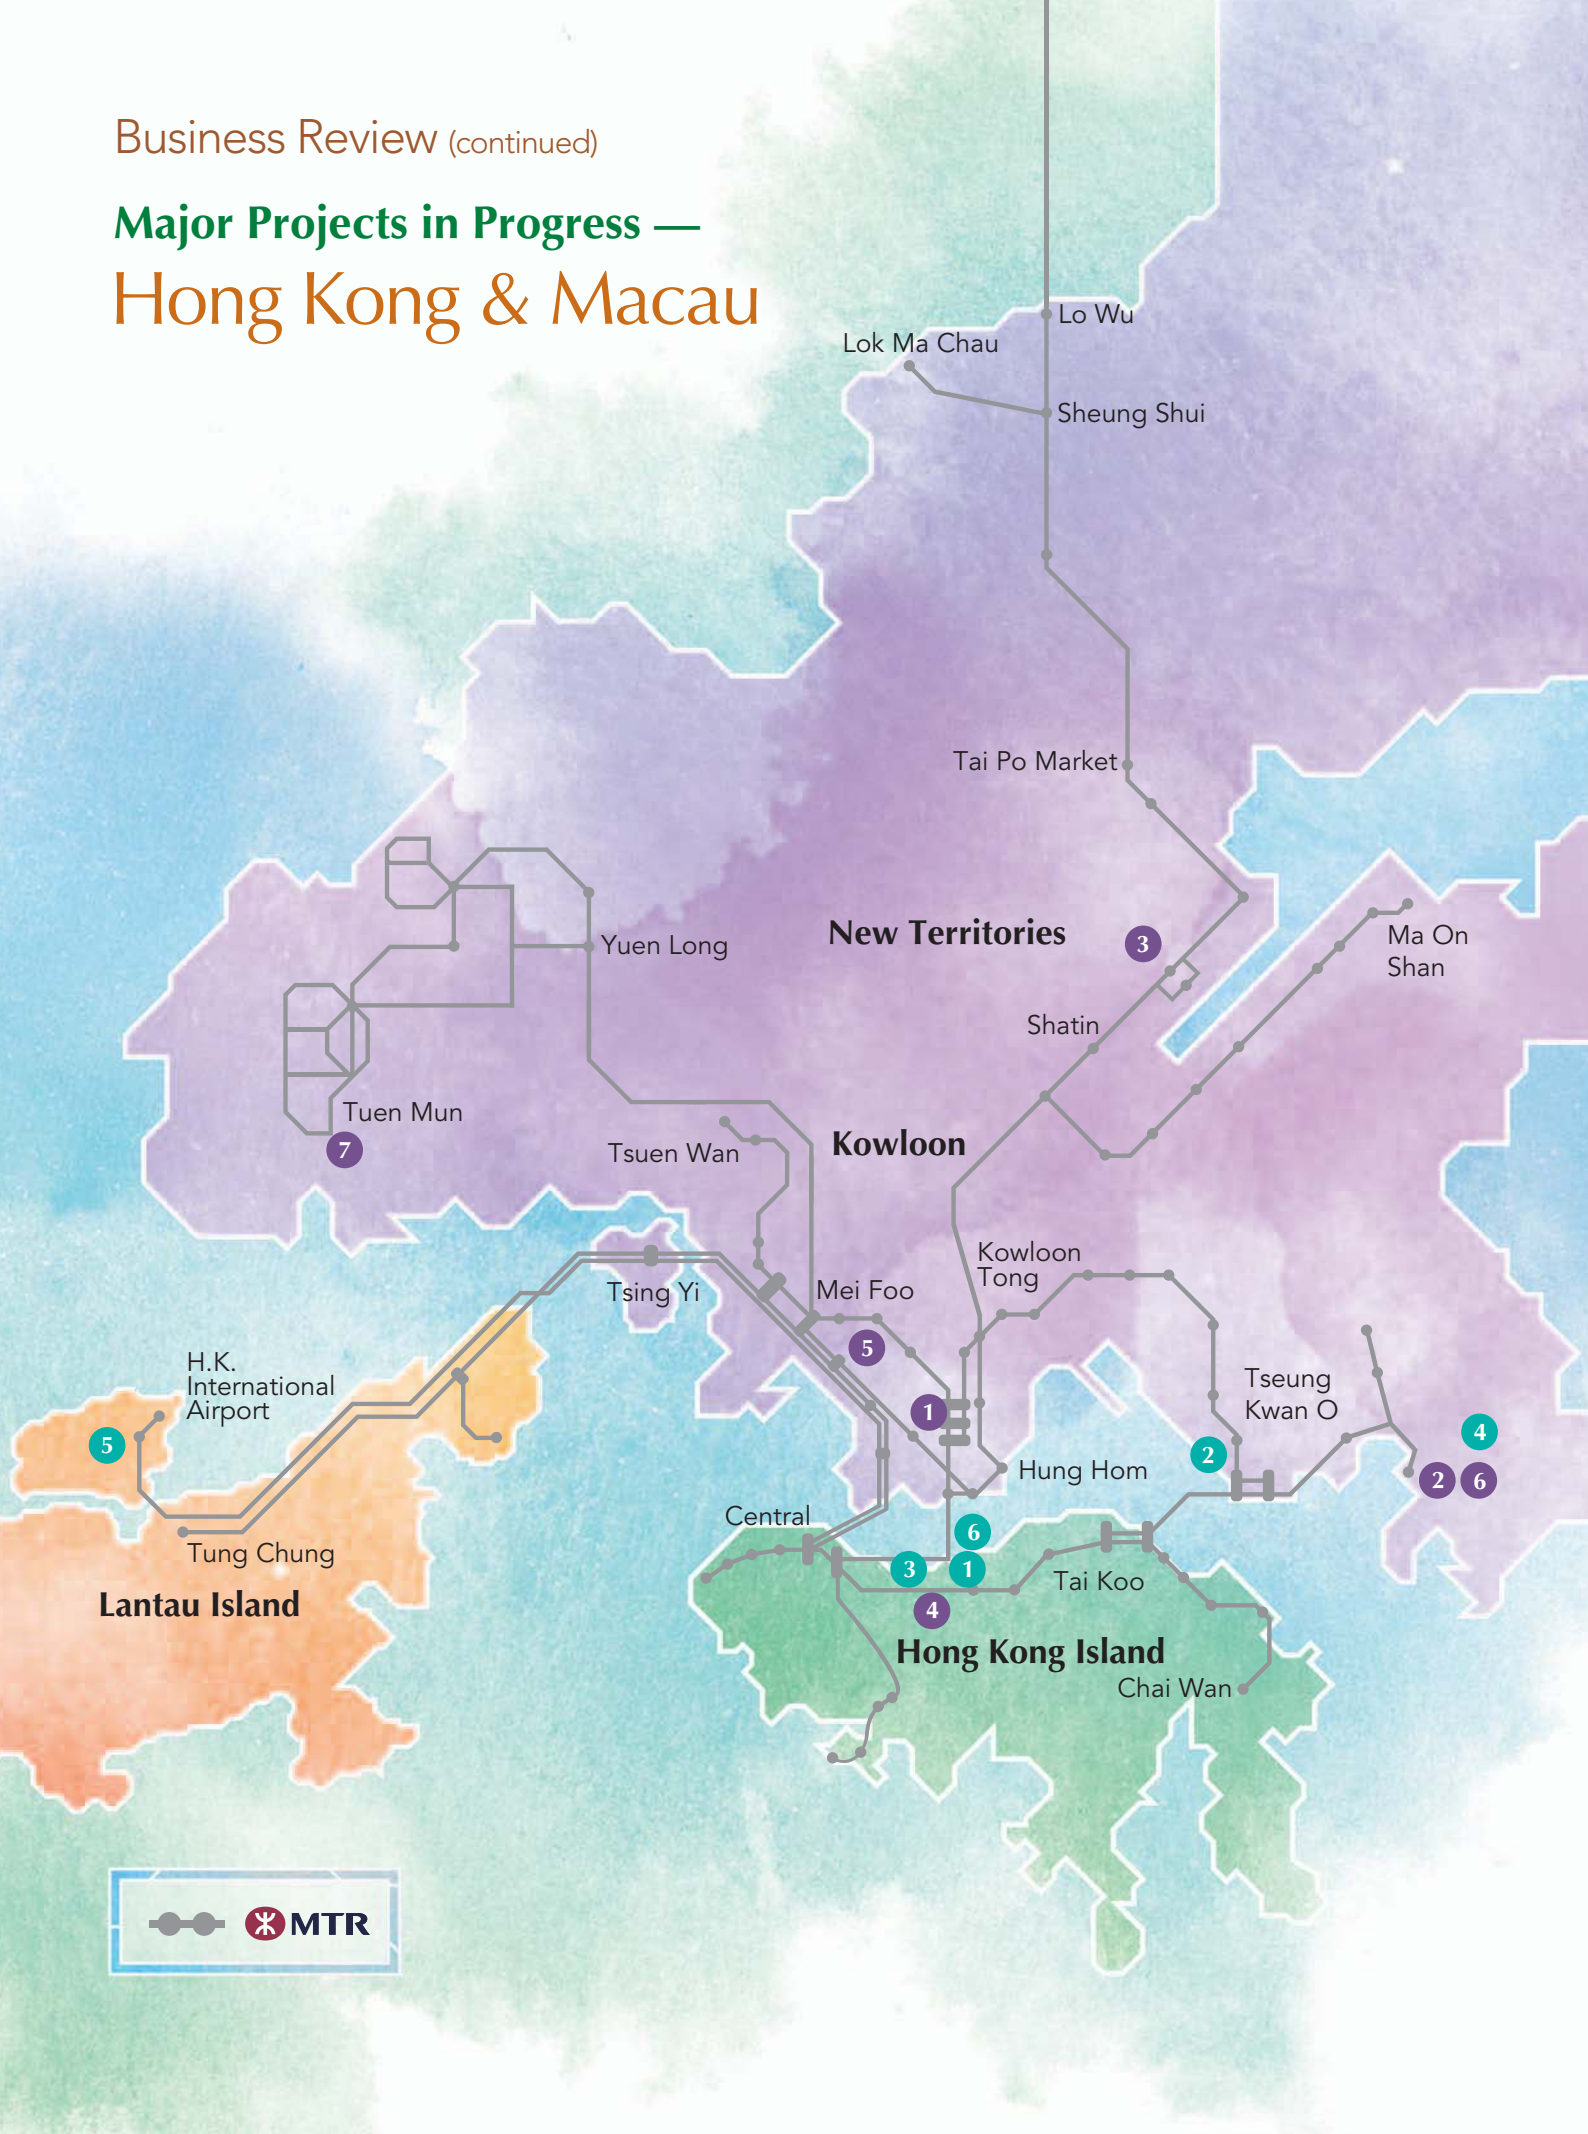 Business Review (continued)
Major Projects in Progress —
Hong Kong & Macau
Lo Wu
Lok Ma Chau
Sheung Shui
Tai Po Market
New Territories
3
Ma On
Shan
Yuen Long
Shatin
Tuen Mun
7
Tsuen Wan
Kowloon
Kowloon
Tong
Tsing Yi
Mei Foo
5
H.K.
International
Airport
5
1
Tseung
Kwan O
2
4
2
6
Hung Hom
Central
6
3
1
4
Tung Chung
Tai Koo
Lantau Island
Hong Kong Island
Chai Wan
MTR